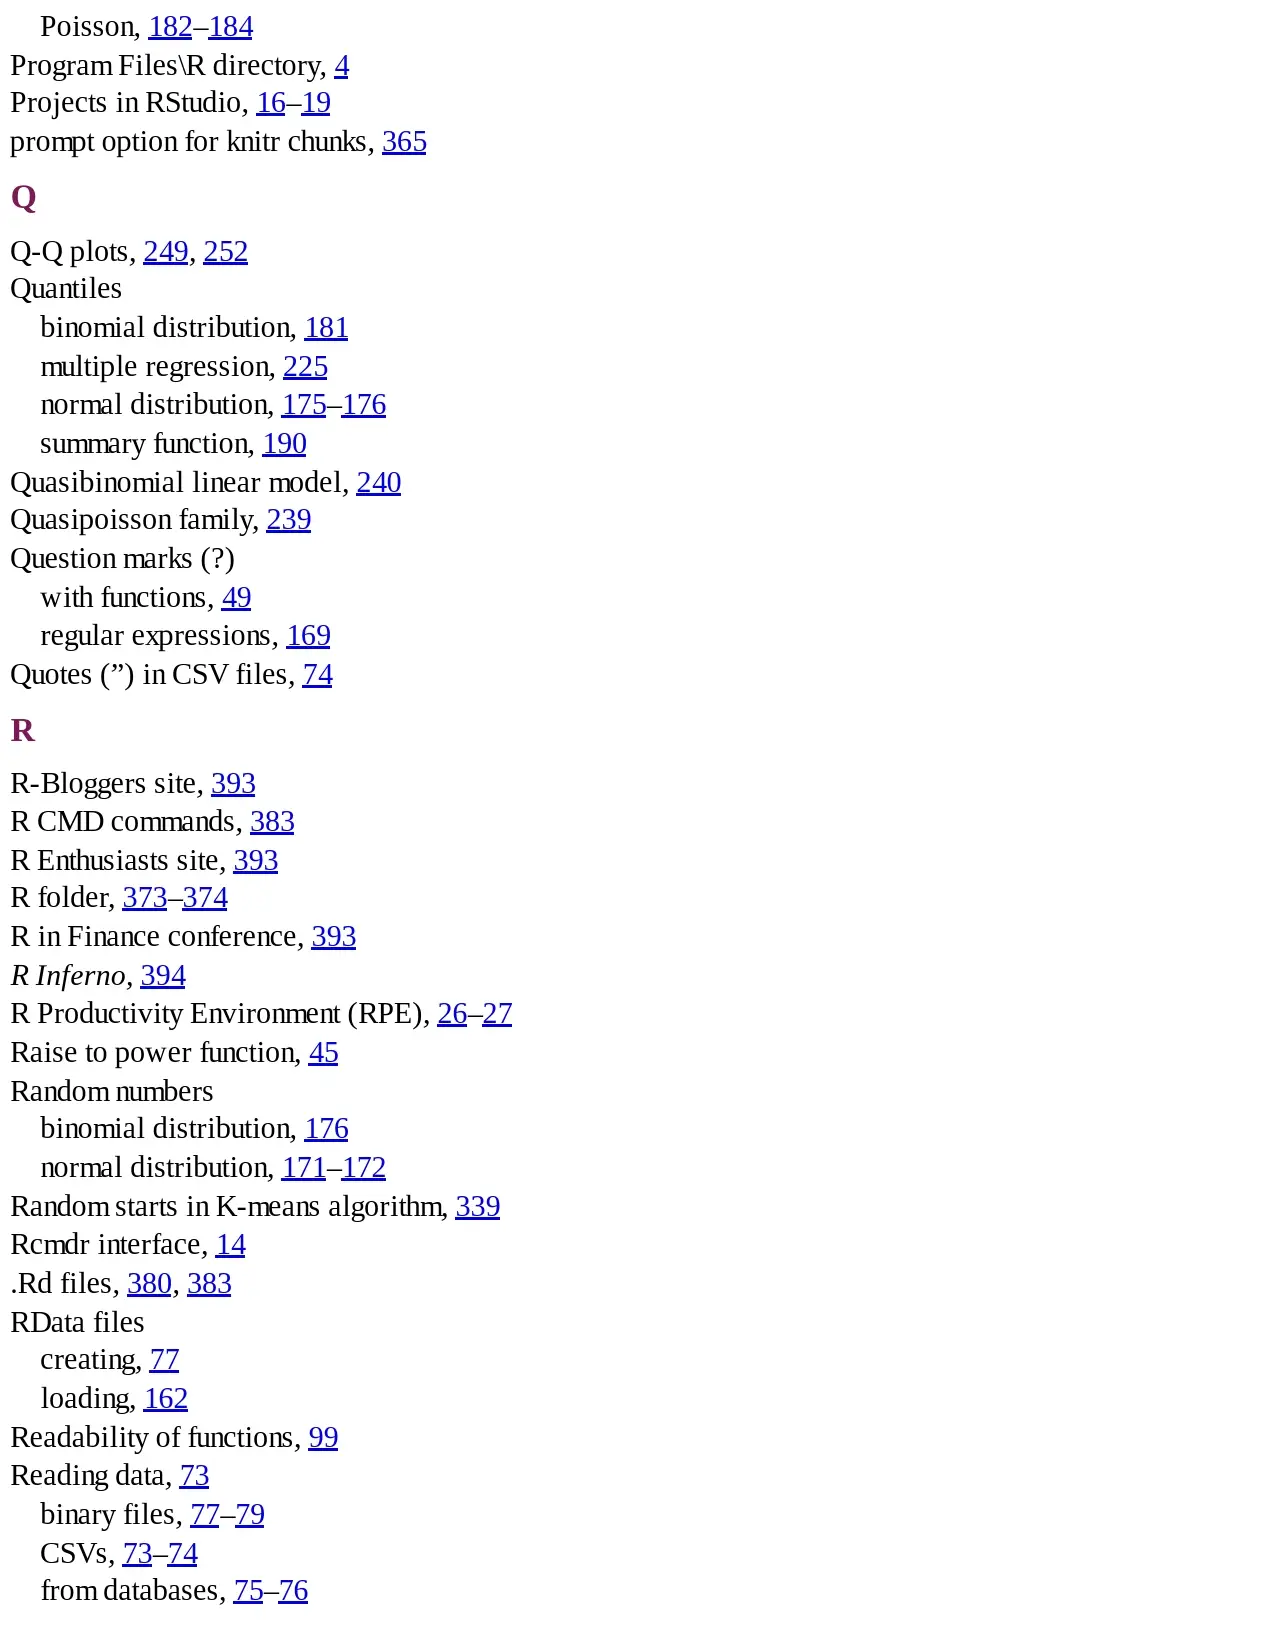 Poisson, 182–184
Program Files\R directory, 4
Projects in RStudio, 16–19
prompt option for knitr chunks, 365
Q
Q-Q plots, 249, 252
Quantiles
binomial distribution, 181
multiple regression, 225
normal distribution, 175–176
summary function, 190
Quasibinomial linear model, 240
Quasipoisson family, 239
Question marks (?)
with functions, 49
regular expressions, 169
Quotes (”) in CSV files, 74
R
R-Bloggers site, 393
R CMD commands, 383
R Enthusiasts site, 393
R folder, 373–374
R in Finance conference, 393
R Inferno, 394
R Productivity Environment (RPE), 26–27
Raise to power function, 45
Random numbers
binomial distribution, 176
normal distribution, 171–172
Random starts in K-means algorithm, 339
Rcmdr interface, 14
.Rd files, 380, 383
RData files
creating, 77
loading, 162
Readability of functions, 99
Reading data, 73
binary files, 77–79
CSVs, 73–74
from databases, 75–76